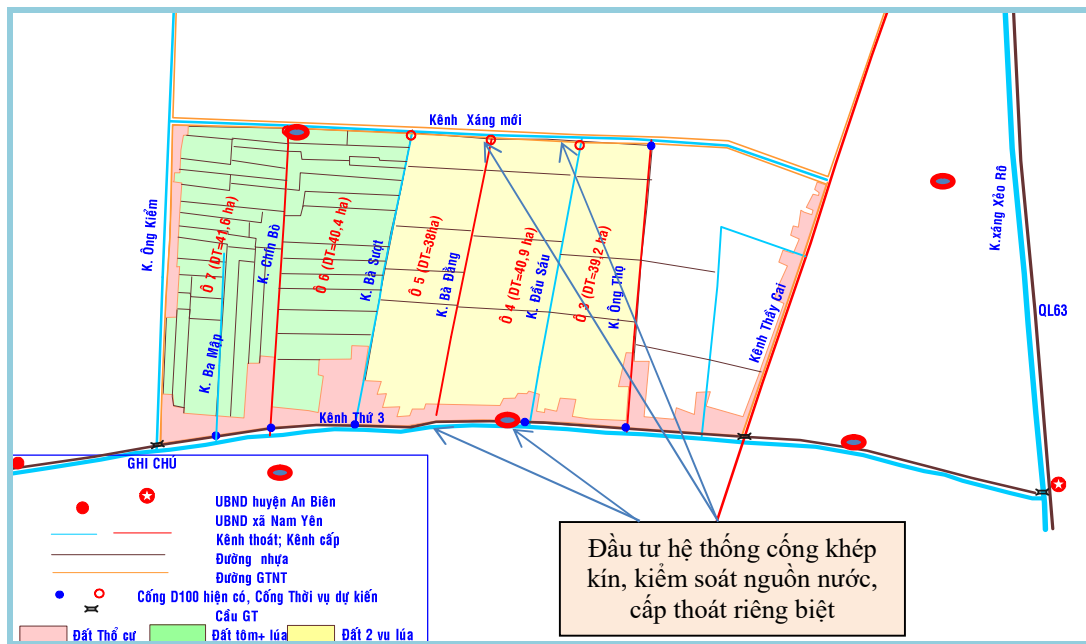 Kênh Xáng mới
K. Ông Kiểm
Ô 7 (DT=41,6 ha)
K. Ba Mập
K. Chín Bò
Ô 6 (DT=40,4 ha)
K. Bà Sượt
Ô 5 (DT=38ha)
K. Bà Đầng
Ô 4 (DT=40,9 ha)
K. Đầu Sấu
Ô 3 (DT=39,2 ha)
K. Ông Thọ
Kênh Thầy Cai
K.xáng Xẻo Rô
QL63
Kênh Thứ 3
GHI CHÚ
UBND huyện An Biên
UBND xã Nam Yên
Kênh thoát; Kênh cấp
Đường nhựa
Đường GTNT
Cống D100 hiện có, Cống Thời vụ dự kiến
Cầu GT
Đất Thổ cư
Đất tôm+ lúa
Đất 2 vụ lúa
Đầu tư hệ thống cống khép
kín, kiểm soát nguồn nước,
cấp thoát riêng biệt